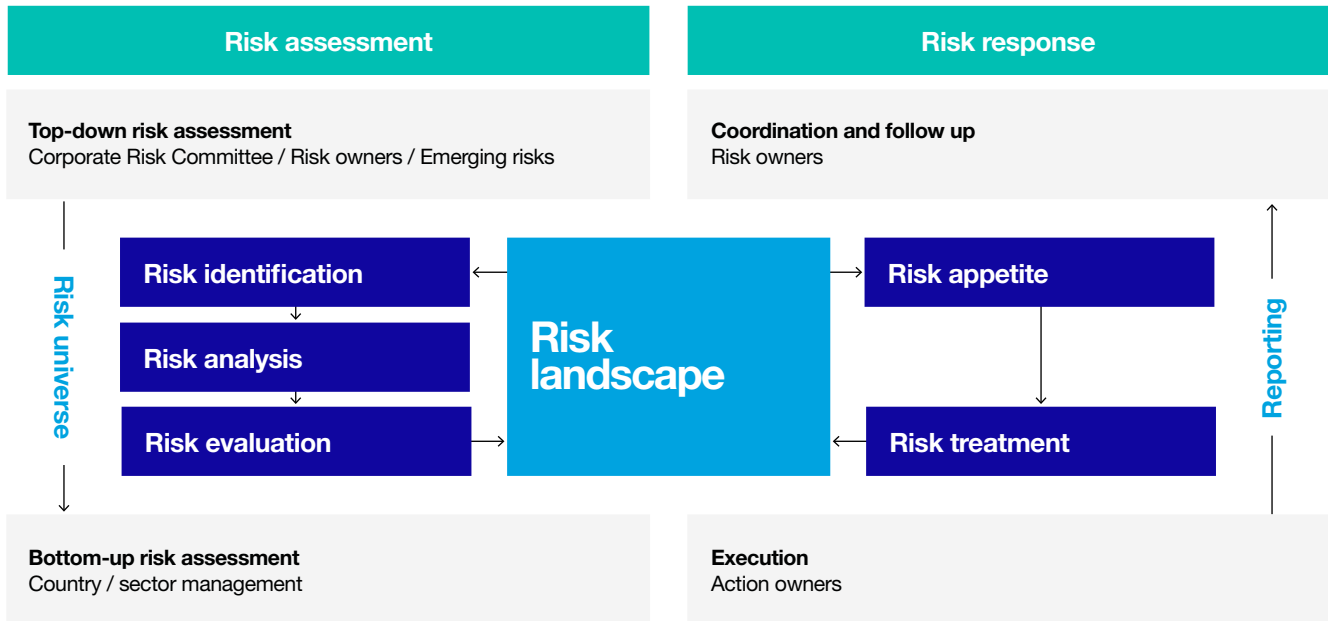 Risk assessment
Risk response
Top-down risk assessment
Corporate Risk Committee / Risk owners / Emerging risks
Coordination and follow up
Risk owners
Risk universe
Risk identification
Risk analysis
Risk evaluation
Risk
landscape
Risk appetite
Risk treatment
Reporting
Bottom-up risk assessment
Country / sector management
Execution
Action owners